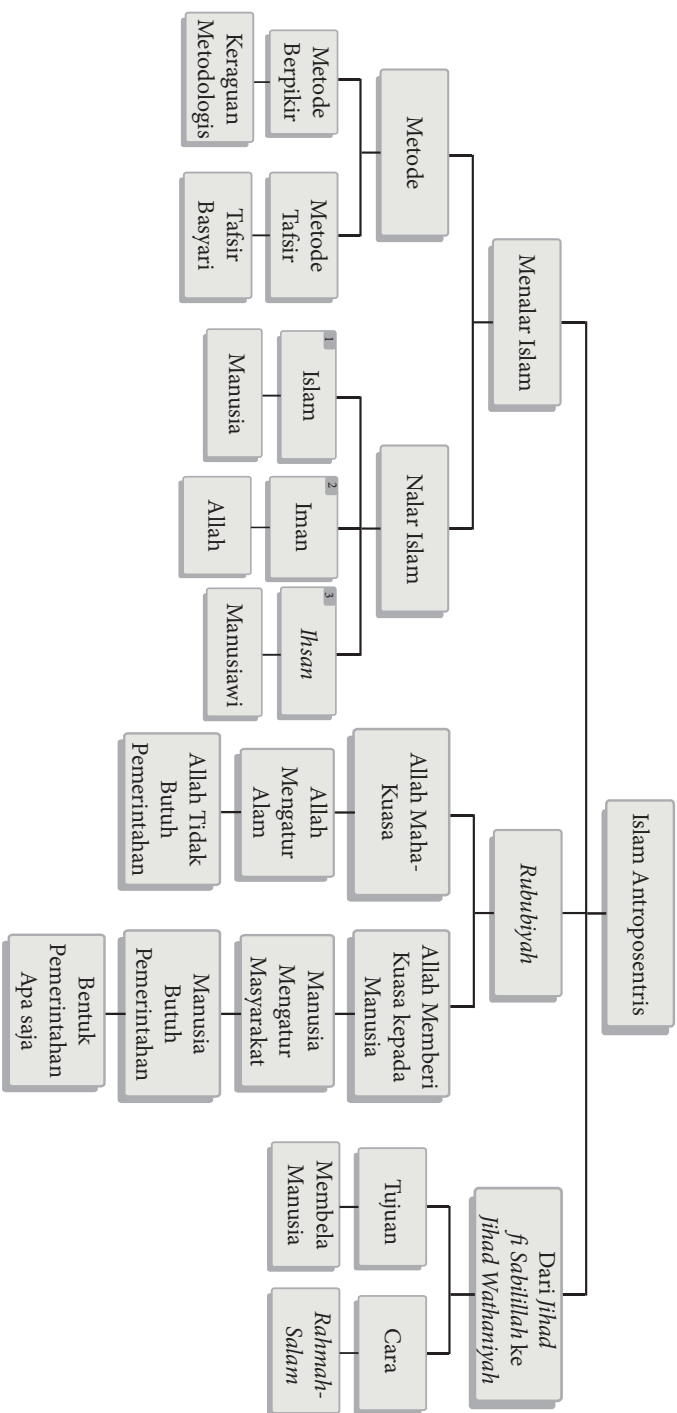 Islam Antroposentris
Menalar Islam
Metode
Metode
Berpikir
Keraguan
Metodologis
Metode
Tafsir
Tafsir
Basyari
Nalar Islam
1
Islam
Manusia
2
Iman
Allah
3
Ihsan
Manusiawi
Rububiyah
Allah Maha-
Kuasa
Allah
Mengatur
Alam
Allah Tidak
Butuh
Pemerintahan
Allah Memberi
Kuasa kepada
Manusia
Manusia
Mengatur
Masyarakat
Manusia
Butuh
Pemerintahan
Bentuk
Pemerintahan
Apa saja
Dari Jihad
fi Sabilillah ke
Jihad Wathaniyah
Tujuan
Membela
Manusia
Cara
Rahmah-
Salam